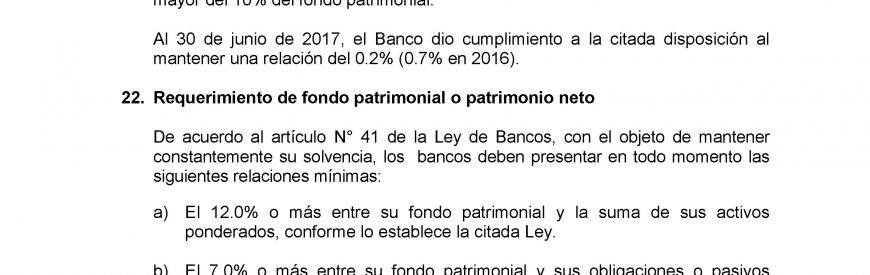 mayor del 10% del fondo patrimonial.
Al 30 de junio de 2017, el Banco dio cumplimiento a la citada disposición al
mantener una relación del 0.2% (0.7% en 2016).
22. Requerimiento de fondo patrimonial o patrimonio neto
De acuerdo al artículo N° 41 de la Ley de Bancos, con el objeto de mantener
constantemente su solvencia, los bancos deben presentar en todo momento las
siguientes relaciones mínimas:
a) El 12.0% o más entre su fondo patrimonial y la suma de sus activos
ponderados, conforme lo establece la citada Ley.
b) El 7.0% o más entre su fondo patrimonial y sus obligaciones o pasivos